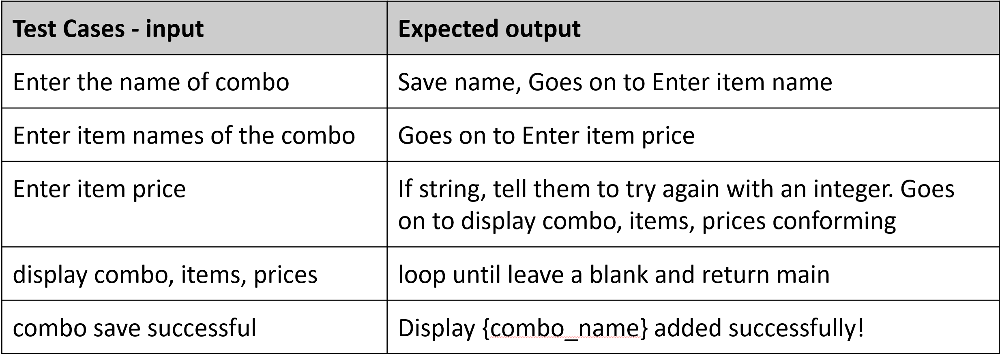 Test Cases - input
Expected output
Enter the name of combo
Save name, Goes on to Enter item name
Enter item names of the combo
Goes on to Enter item price
Enter item price
If string, tell them to try again with an integer. Goes
on to display combo, items, prices conforming
display combo, items, prices
loop until leave a blank and return main
combo save successful
Display {combo_name} added successfully!